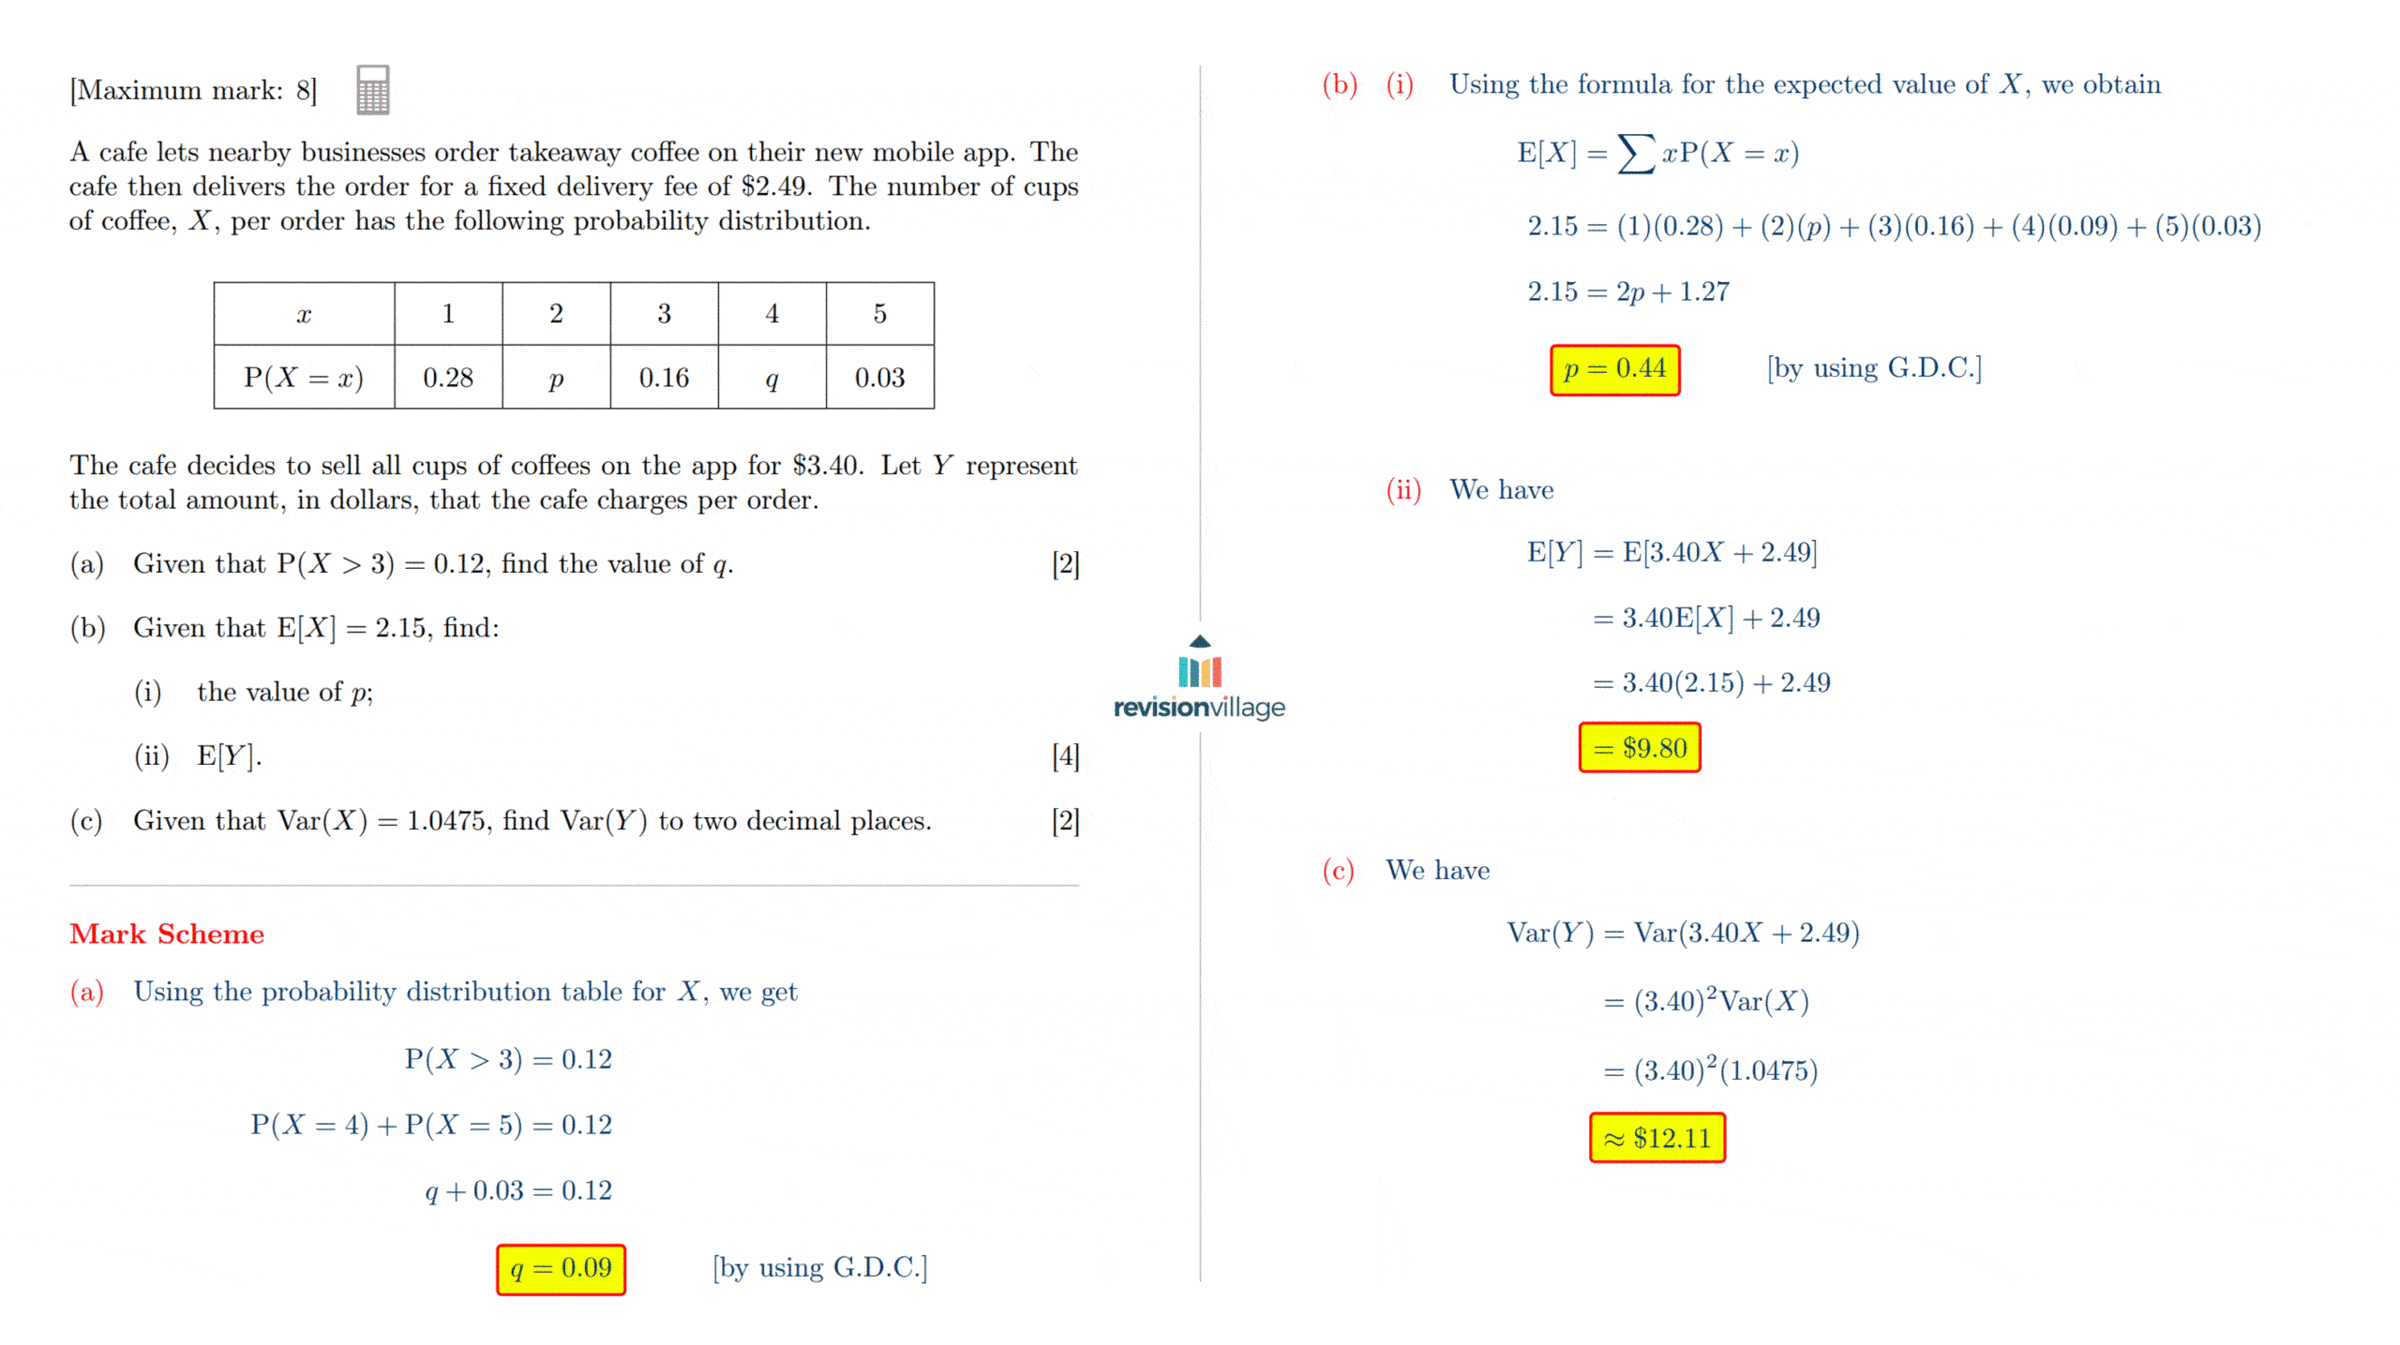 [Maximum mark: 8]
A cafe lets nearby businesses order takeaway coffee on their new mobile app. The
cafe then delivers the order for a fixed delivery fee of $2.49. The number of cups
of coffee, X, per order has the following probability distribution.
x 1 2 3 4 5
P(X = x) 0.28 p 0.16 q 0.03
The cafe decides to sell all cups of coffees on the app for $3.40. Let Y represent
the total amount, in dollars, that the cafe charges per order.
(a) Given that P(X > 3) = 0.12, find the value of q. [2]
(b) Given that E[X] = 2.15, find:
(i) the value of p;
(ii) E[Y]. [4]
(c) Given that Var(X) = 1.0475, find Var(Y) to two decimal places. [2]
Mark Scheme
(a) Using the probability distribution table for X, we get
P(X > 3) = 0.12
P(X = 4) + P(X = 5) = 0.12
q + 0.03 = 0.12
q = 0.09 [by using G.D.C.]
revisionvillage
(b) (i) Using the formula for the expected value of X, we obtain
E[X] = ∑ xP(X = x)
2.15 = (1)(0.28) + (2)(p) + (3)(0.16) + (4)(0.09) + (5)(0.03)
2.15 = 2p + 1.27
p = 0.44 [by using G.D.C.]
(ii) We have
E[Y] = E[3.40X + 2.49]
= 3.40E[X] + 2.49
= 3.40(2.15) + 2.49
= $9.80
(c) We have
Var(Y) = Var(3.40X + 2.49)
= (3.40)²Var(X)
= (3.40)²(1.0475)
≈ $12.11